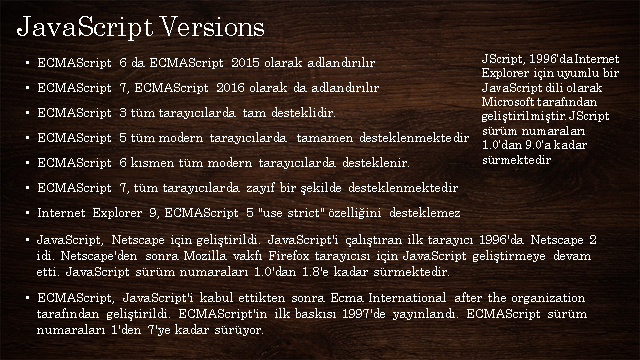 JavaScript Versions
• ECMAScript 6 da ECMAScript 2015 olarak adlandırılır
• ECMAScript 7, ECMAScript 2016 olarak da adlandırılır
• ECMAScript 3 tüm tarayıcılarda tam desteklidir.
• ECMAScript 5 tüm modern tarayıcılarda tamamen desteklenmektedir
• ECMAScript 6 kısmen tüm modern tarayıcılarda desteklenir.
• ECMAScript 7, tüm tarayıcılarda zayıf bir şekilde desteklenmektedir
• Internet Explorer 9, ECMAScript 5 "use strict" özelliğini desteklemez
• JavaScript, Netscape için geliştirildi. JavaScript'i çalıştıran ilk tarayıcı 1996'da Netscape 2
idi. Netscape'den sonra Mozilla vakfı Firefox tarayıcısı için JavaScript geliştirmeye devam
etti. JavaScript sürüm numaraları 1.0'dan 1.8'e kadar sürmektedir.
• ECMAScript, JavaScript'i kabul ettikten sonra Ecma International after the organization
tarafından geliştirildi. ECMAScript'in ilk baskısı 1997'de yayınlandı. ECMAScript sürüm
numaraları 1'den 7'ye kadar sürüyor.
JScript, 1996'da Internet
Explorer için uyumlu bir
JavaScript dili olarak
Microsoft tarafından
geliştirilmiştir. JScript
sürüm numaraları
1.0'dan 9.0'a kadar
sürmektedir